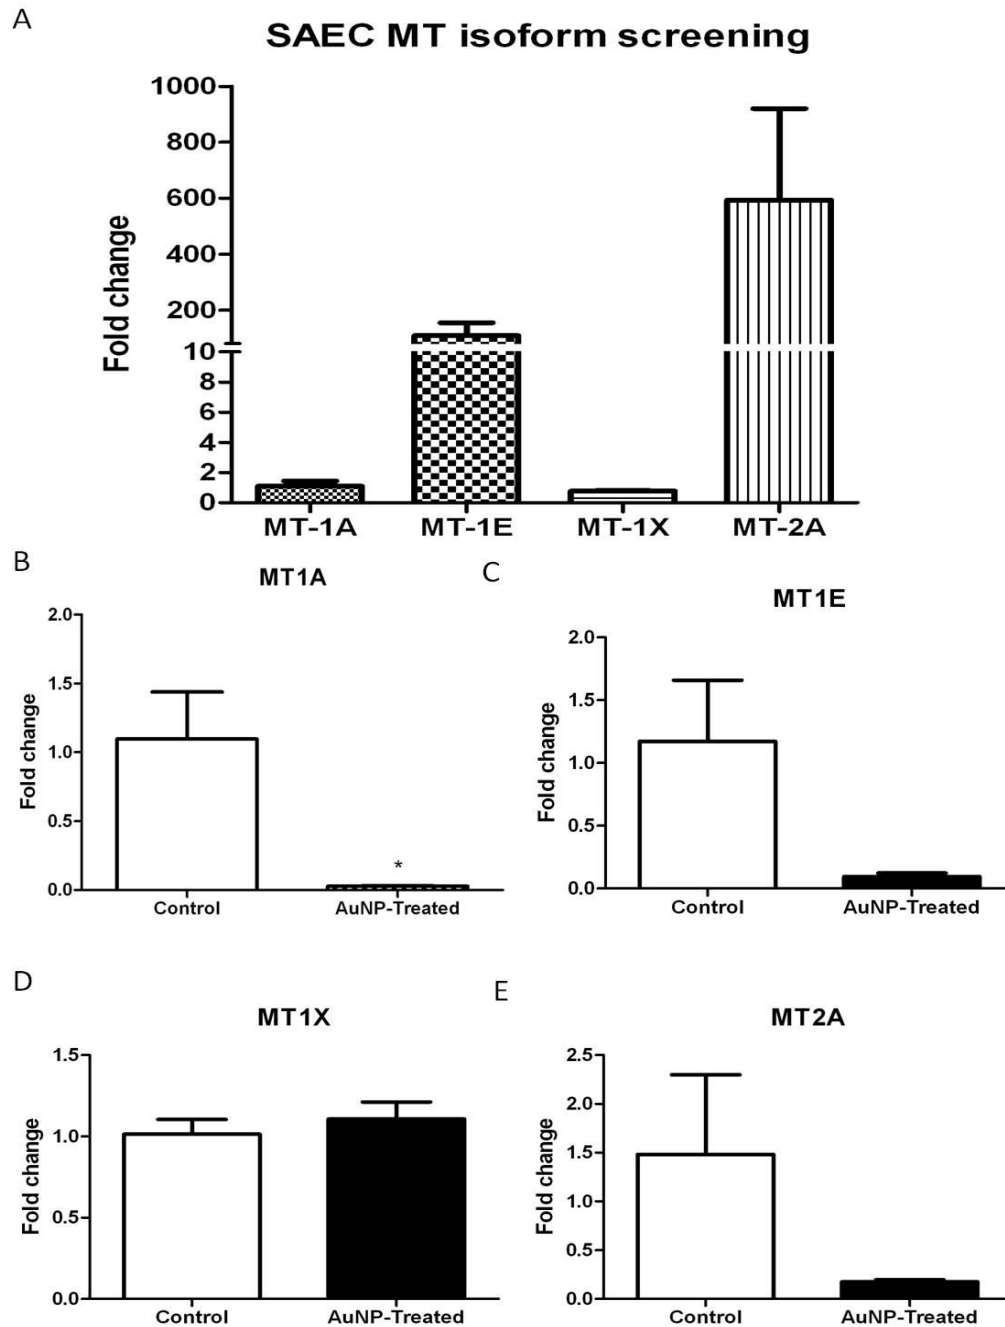 A
SAEC MT isoform screening
Fold change
1000
800
600
400
200
10
8
6
4
2
0
MT-1A MT-1E MT-1X MT-2A
B
MT1A
Fold change
2.0
1.5
1.0
0.5
0.0
*
Control AuNP-Treated
C
MT1E
Fold change
2.0
1.5
1.0
0.5
0.0
Control AuNP-Treated
D
MT1X
Fold change
1.5
1.0
0.5
0.0
Control AuNP-Treated
E
MT2A
Fold change
2.5
2.0
1.5
1.0
0.5
0.0
Control AuNP-Treated